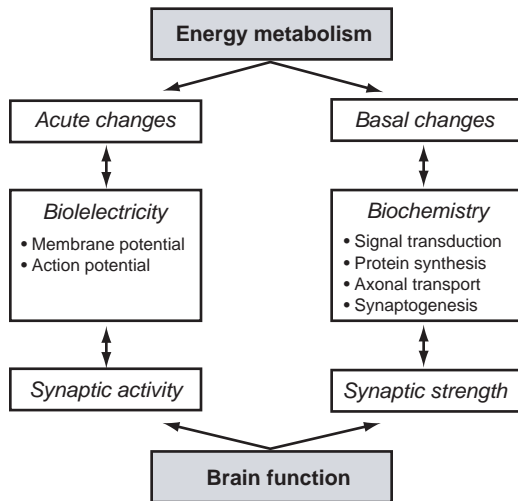 Energy metabolism
Acute changes
Basal changes
Biolelectricity
• Membrane potential
• Action potential
Biochemistry
• Signal transduction
• Protein synthesis
• Axonal transport
• Synaptogenesis
Synaptic activity
Synaptic strength
Brain function